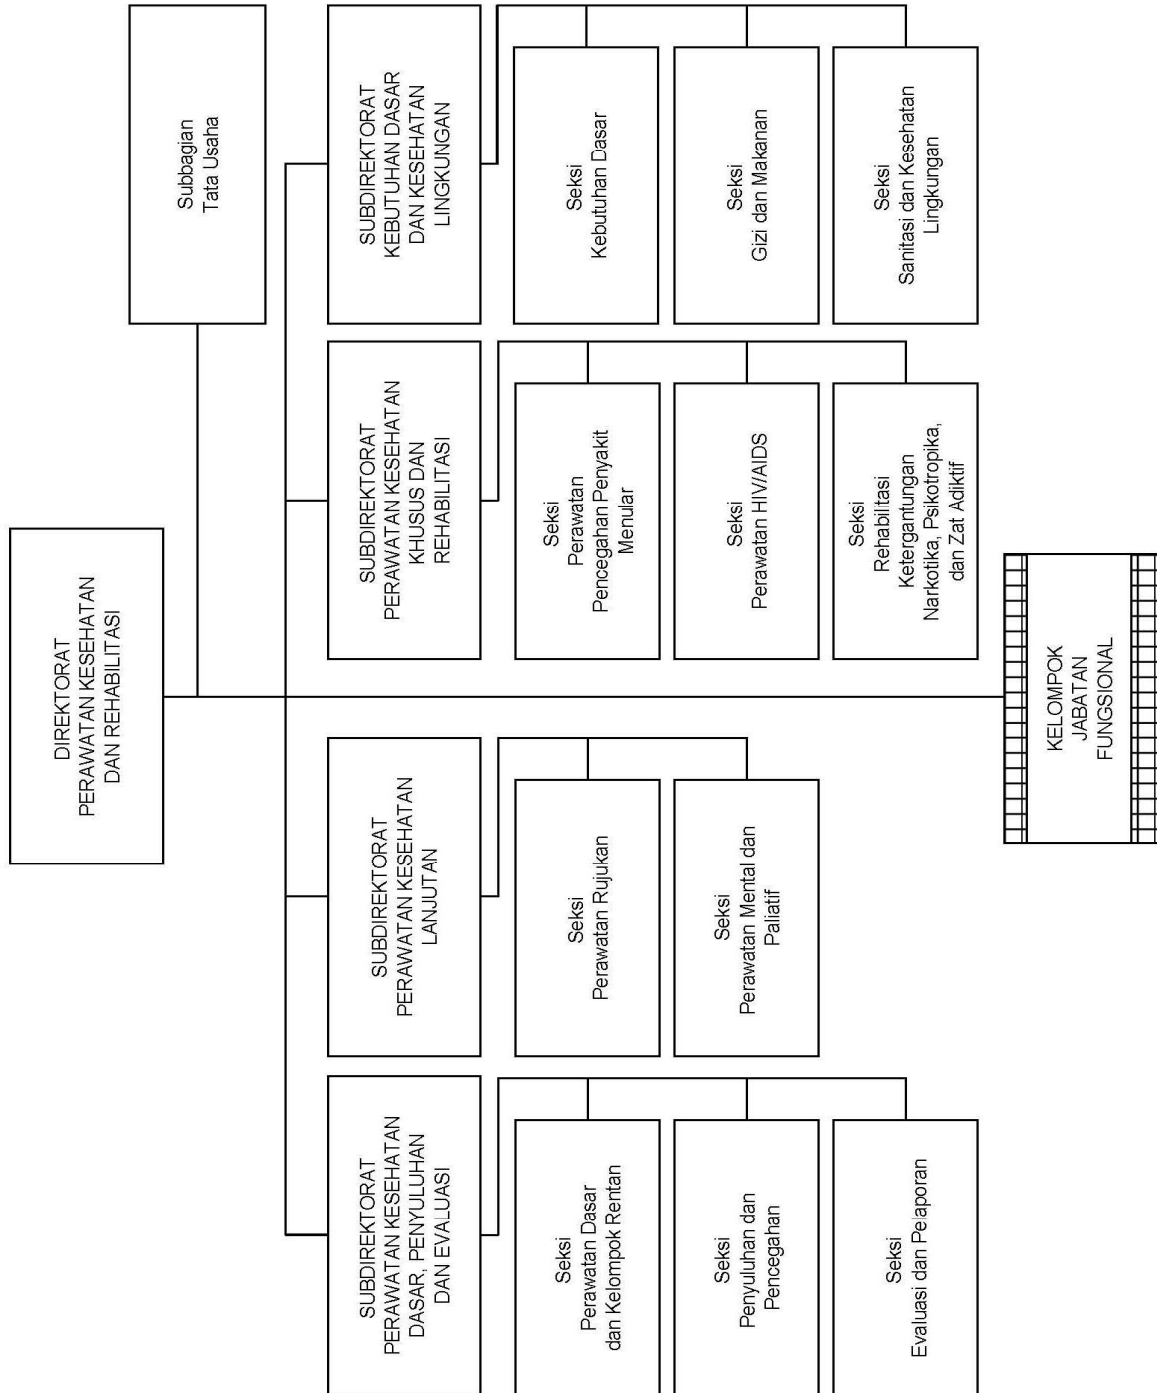 DIREKTORAT
PERAWATAN KESEHATAN
DAN REHABILITASI
Subbagian
Tata Usaha
SUBDIREKTORAT
PERAWATAN KESEHATAN
DASAR, PENYULUHAN
DAN EVALUASI
SUBDIREKTORAT
PERAWATAN KESEHATAN
LANJUTAN
SUBDIREKTORAT
PERAWATAN KESEHATAN
KHUSUS DAN
REHABILITASI
SUBDIREKTORAT
KEBUTUHAN DASAR
DAN KESEHATAN
LINGKUNGAN
Seksi
Perawatan Dasar
dan Kelompok Rentan
Seksi
Perawatan Rujukan
Seksi
Perawatan
Pencegahan Penyakit
Menular
Seksi
Kebutuhan Dasar
Seksi
Penyuluhan dan
Pencegahan
Seksi
Perawatan Mental dan
Paliatif
Seksi
Perawatan HIV/AIDS
Seksi
Gizi dan Makanan
Seksi
Evaluasi dan Pelaporan
Seksi
Rehabilitasi
Ketergantungan
Narkotika, Psikotropika,
dan Zat Adiktif
Seksi
Sanitasi dan Kesehatan
Lingkungan
KELOMPOK
JABATAN
FUNGSIONAL